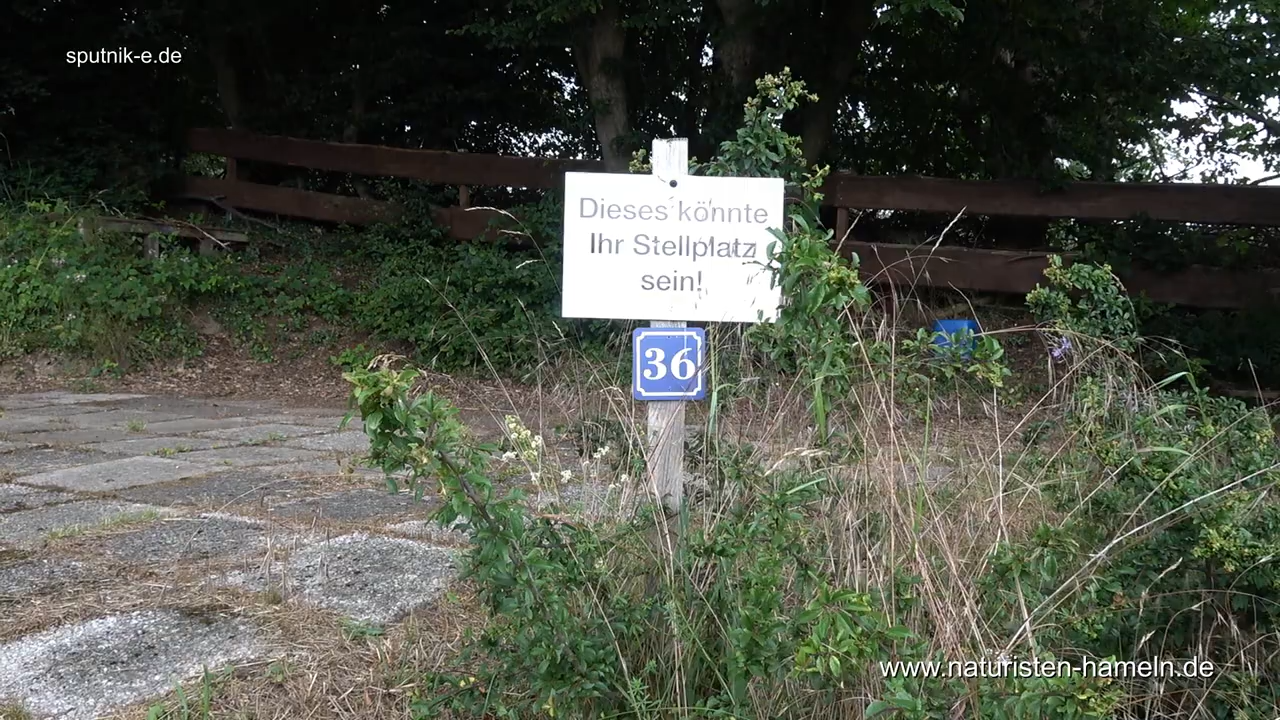 sputnik-e.de
Dieses könnte
Ihr Stellplatz
sein!
36
www.naturisten-hameln.de